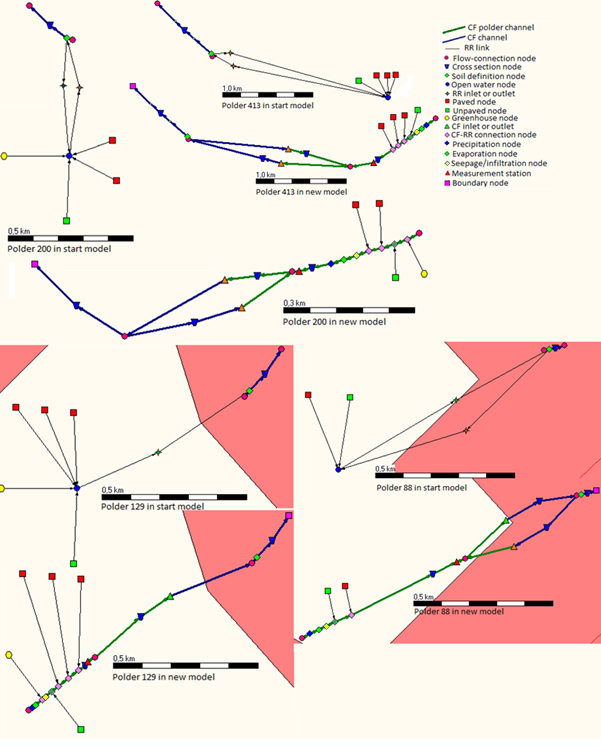 CF polder channel
CF channel
RR link
Flow-connection node
Cross section node
Soil definition node
Open water node
RR inlet or outlet
Paved node
Unpaved node
Greenhouse node
CF inlet or outlet
CF-RR connection node
Precipitation node
Evaporation node
Seepage/infiltration node
Measurement station
Boundary node
1.0 km
Polder 413 in start model
1.0 km
Polder 413 in new model
0.5 km
Polder 200 in start model
0.3 km
Polder 200 in new model
0.5 km
Polder 129 in start model
0.5 km
Polder 88 in start model
0.5 km
Polder 88 in new model
0.5 km
Polder 129 in new model